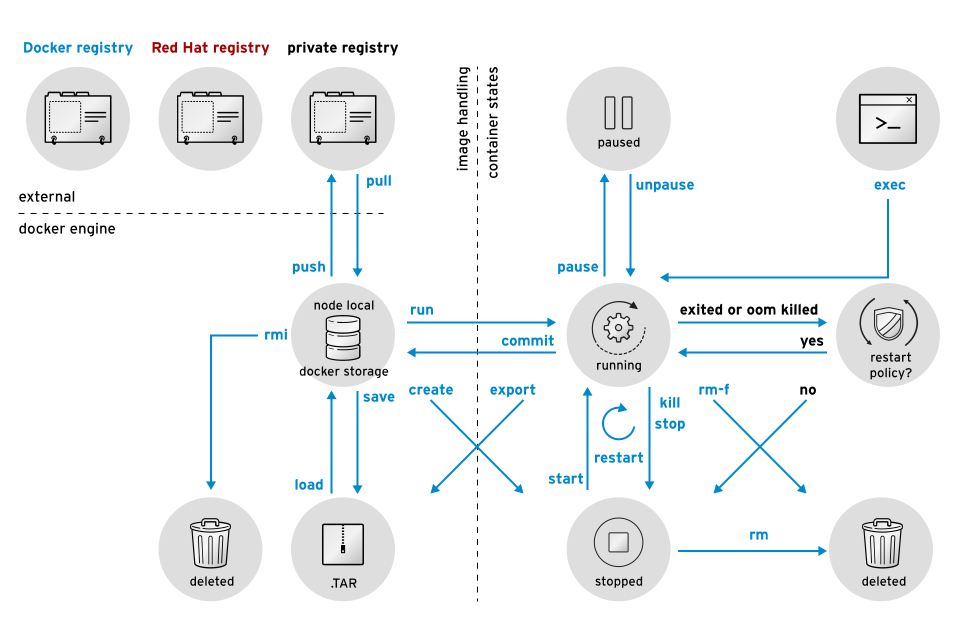 Docker registry
Red Hat registry
private registry
image handling
container states
paused
>_
pull
unpause
exec
external
docker engine
push
pause
node local
run
exited or oom killed
rmi
commit
yes
docker storage
running
restart
policy?
save
create
export
rm-f
no
kill
stop
restart
load
start
rm
deleted
.TAR
stopped
deleted